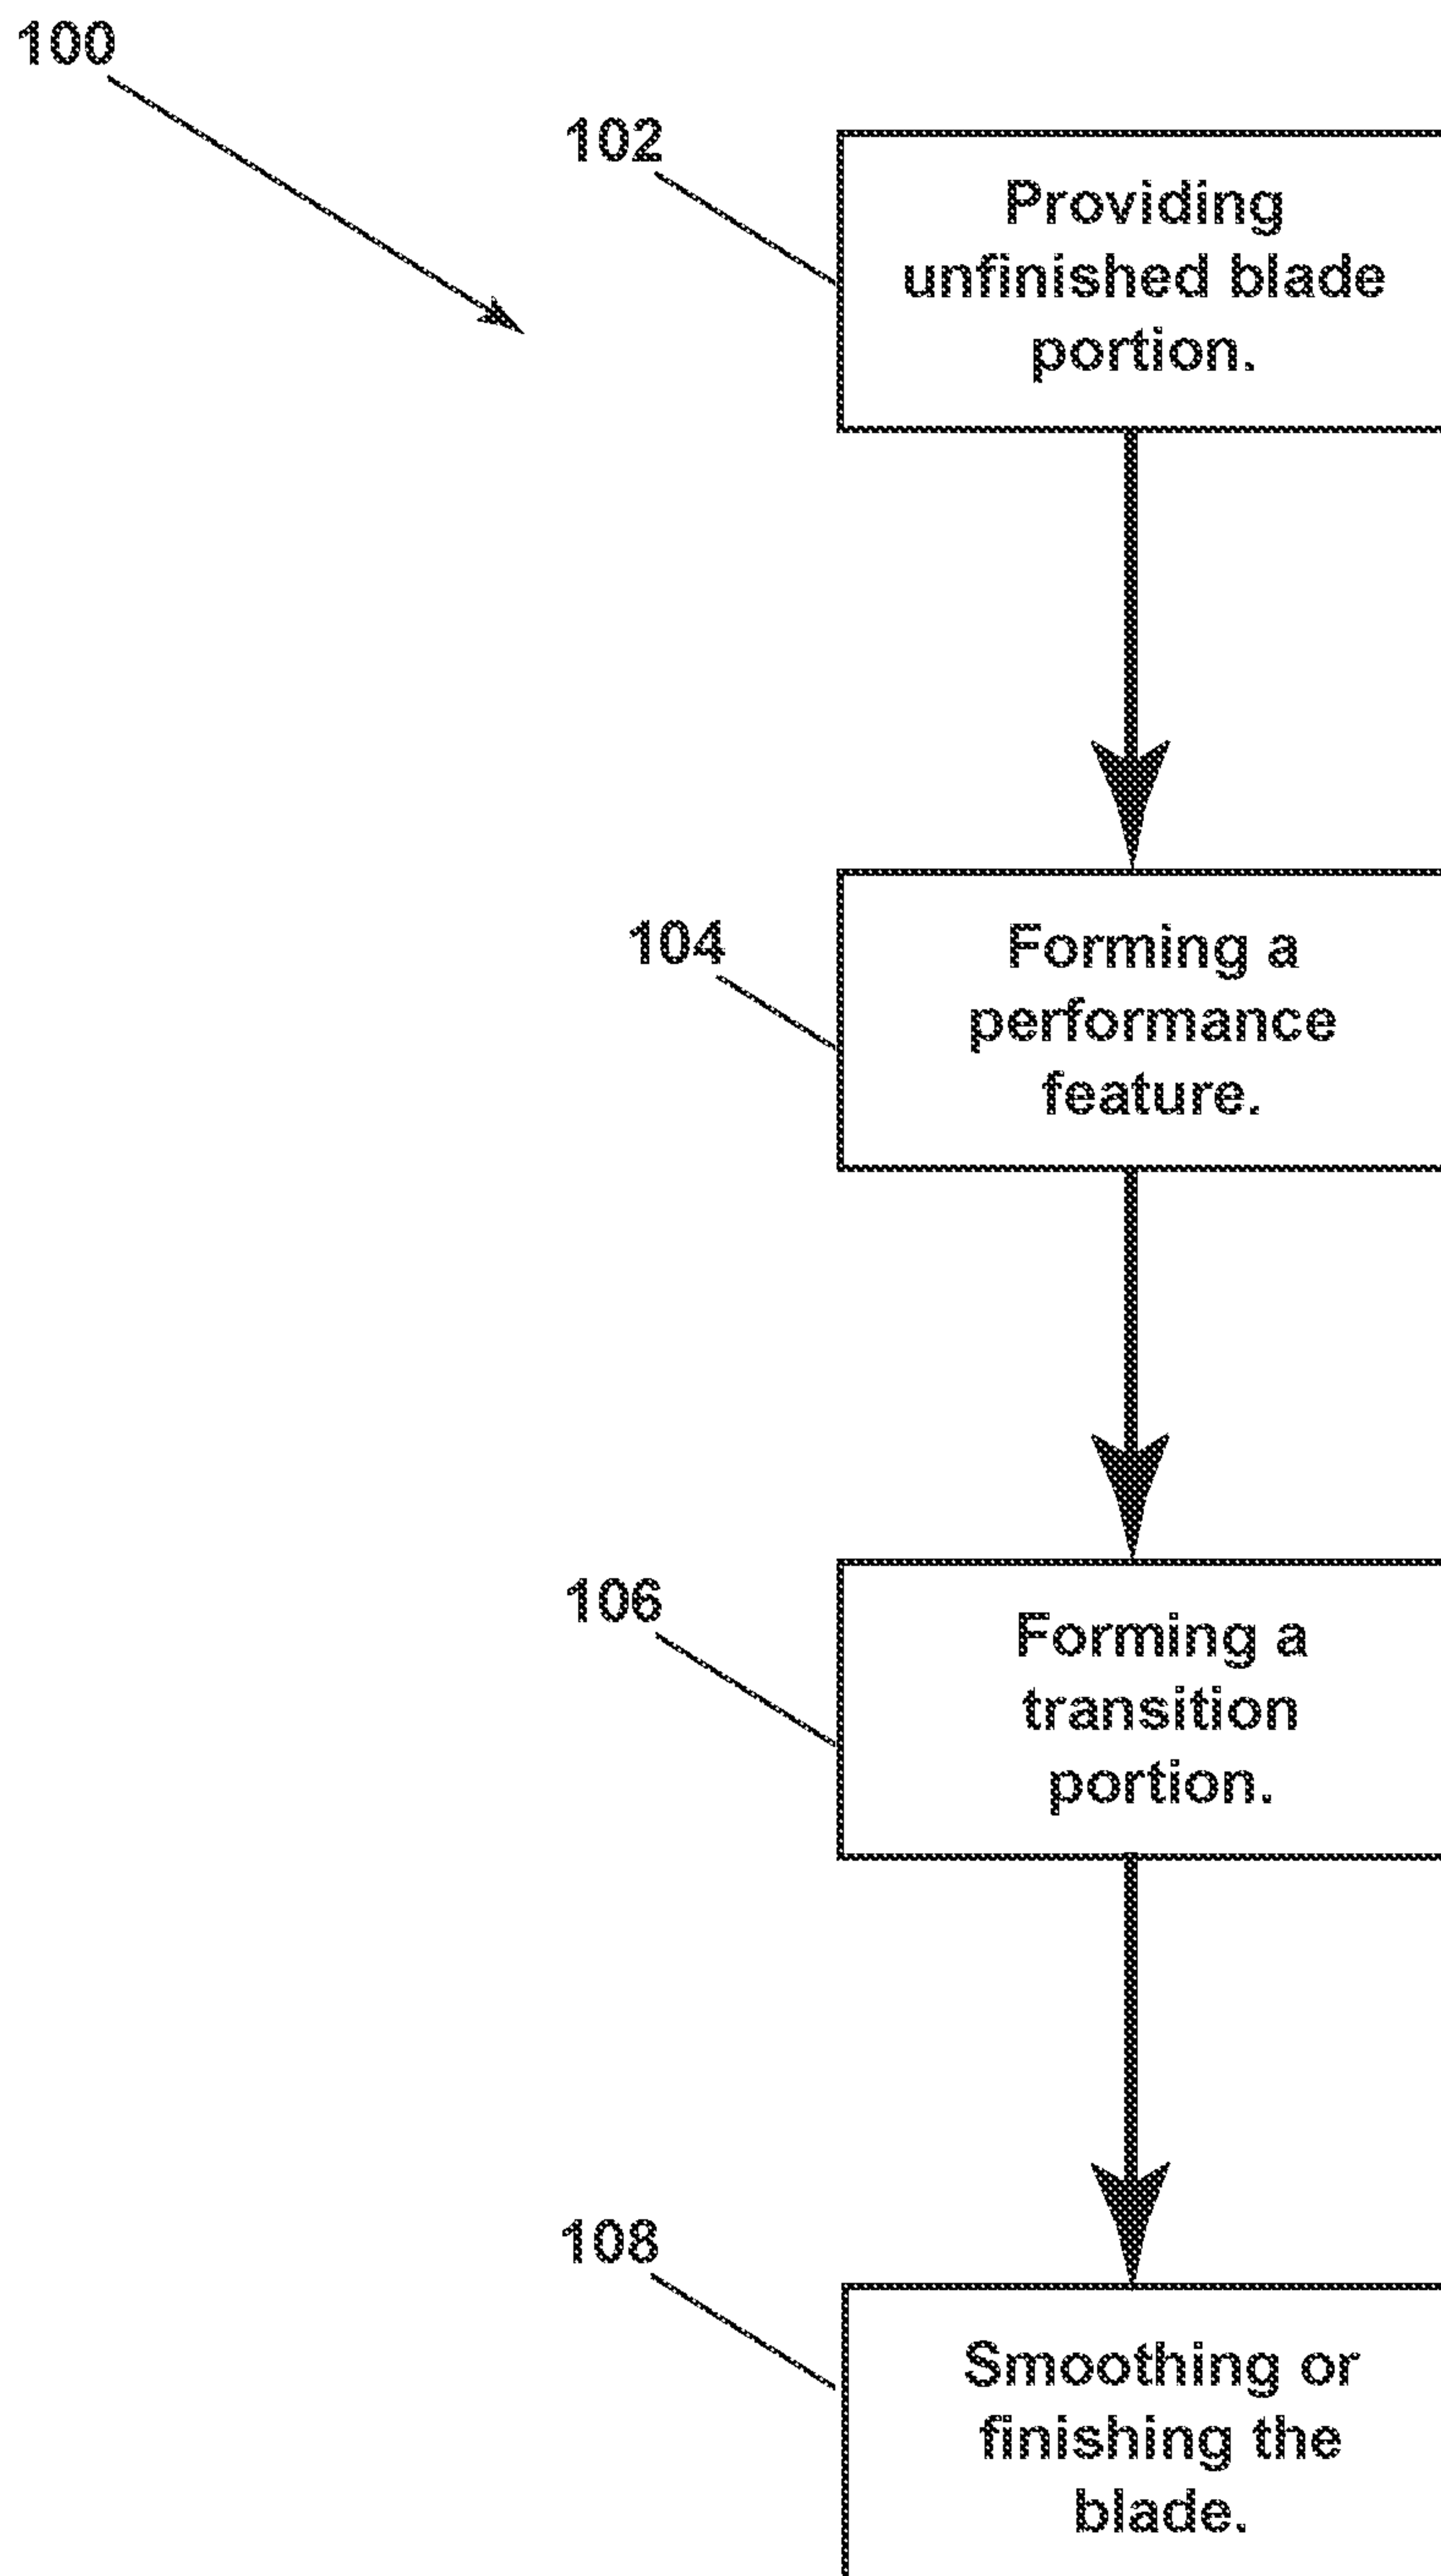 100
102
Providing
unfinished blade
portion.
104
Forming a
performance
feature.
106
Forming a
transition
portion.
108
Smoothing or
finishing the
blade.